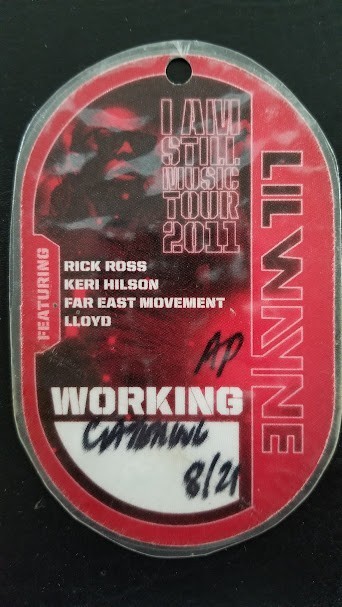 I AM
STILL
MUSIC
TOUR
2011
LIL WAYNE
FEATURING
RICK ROSS
KERI HILSON
FAR EAST MOVEMENT
LLOYD
AP
WORKING
8/21